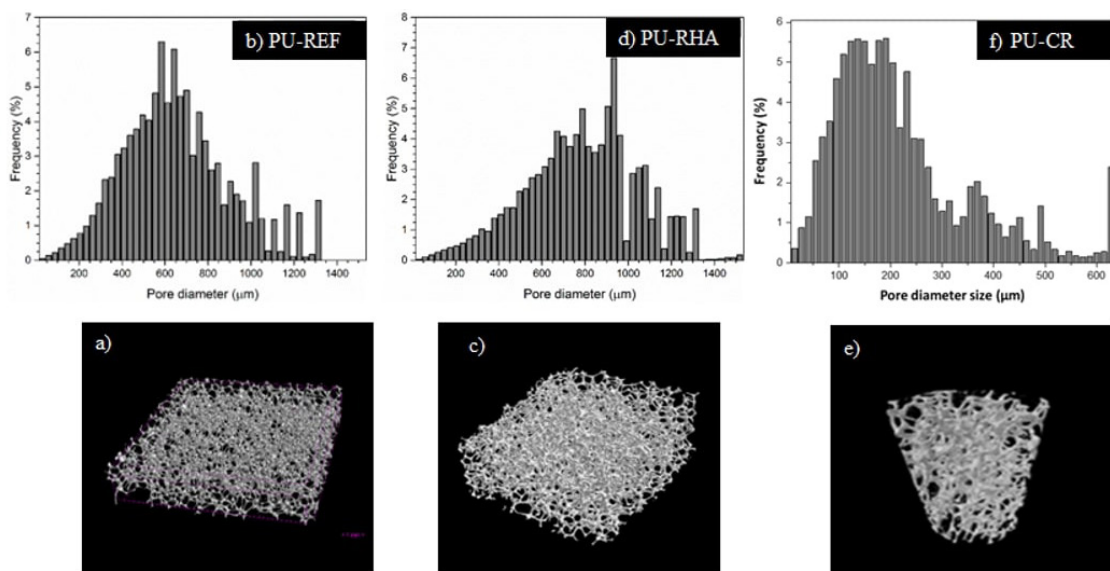 b) PU-REF
7
6
5
4
3
2
1
0
Frequency (%)
200 400 600 800 1000 1200 1400
Pore diameter (μm)
d) PU-RHA
8
7
6
5
4
3
2
1
0
Frequency (%)
200 400 600 800 1000 1200 1400
Pore diameter (μm)
f) PU-CR
6
5
4
3
2
1
0
Frequency (%)
100 200 300 400 500 600
Pore diameter size (μm)
a)
c)
e)